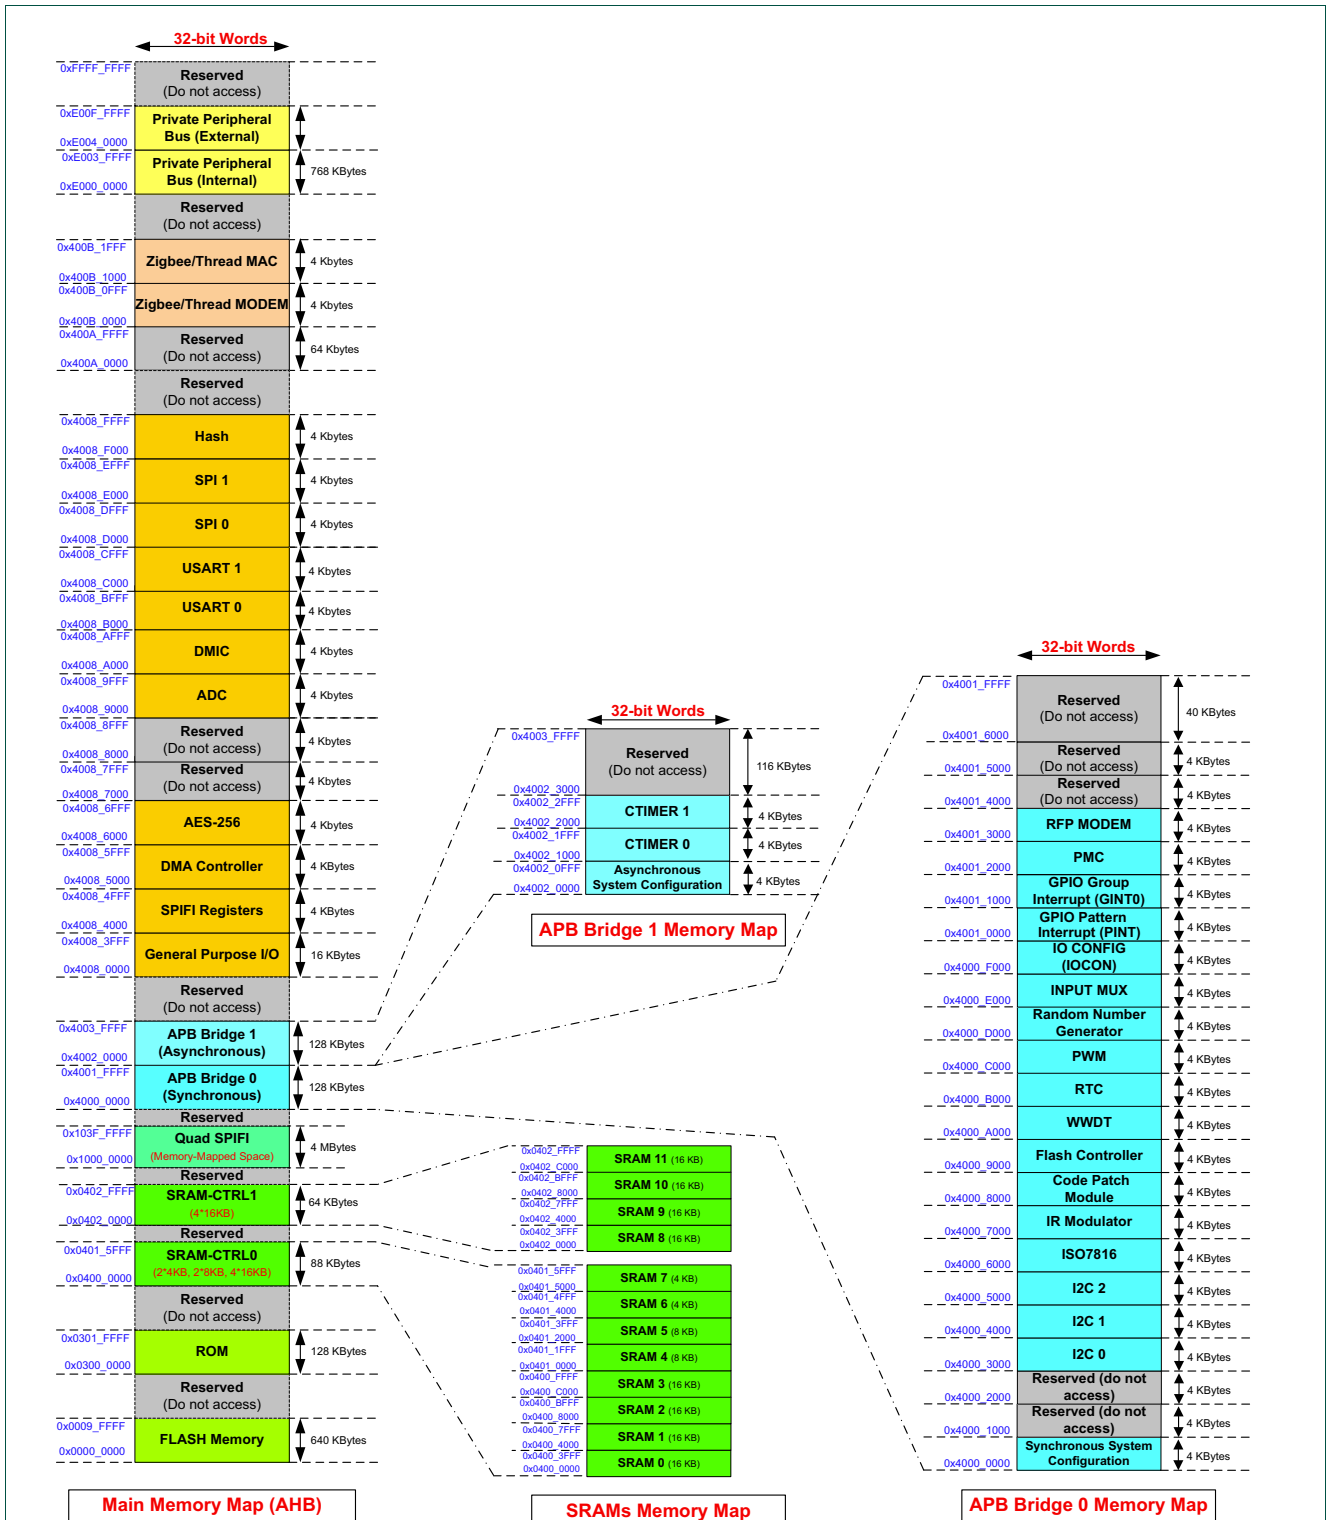 32-bit Words
0xFFFF_FFFF
Reserved
(Do not access)
0xE00F_FFFF
Private Peripheral
Bus (External)
0xE004_0000
0xE003_FFFF
Private Peripheral
Bus (Internal)
768 KBytes
0xE000_0000
Reserved
(Do not access)
0x400B_1FFF
Zigbee/Thread MAC
4 Kbytes
0x400B_1000
0x400B_0FFF
Zigbee/Thread MODEM
4 Kbytes
0x400B_0000
0x400A_FFFF
Reserved
(Do not access)
64 Kbytes
0x400A_0000
Reserved
(Do not access)
0x4008_FFFF
Hash
4 Kbytes
0x4008_F000
0x4008_EFFF
SPI 1
4 Kbytes
0x4008_E000
0x4008_DFFF
SPI 0
4 Kbytes
0x4008_D000
0x4008_CFFF
USART 1
4 Kbytes
0x4008_C000
0x4008_BFFF
USART 0
4 Kbytes
0x4008_B000
0x4008_AFFF
DMIC
4 Kbytes
0x4008_A000
0x4008_9FFF
ADC
4 Kbytes
0x4008_9000
0x4008_8FFF
Reserved
(Do not access)
4 Kbytes
0x4008_8000
0x4008_7FFF
Reserved
(Do not access)
4 Kbytes
0x4008_7000
0x4008_6FFF
AES-256
4 Kbytes
0x4008_6000
0x4008_5FFF
DMA Controller
4 KBytes
0x4008_5000
0x4008_4FFF
SPIFI Registers
4 KBytes
0x4008_4000
0x4008_3FFF
General Purpose I/O
16 KBytes
0x4008_0000
Reserved
(Do not access)
0x4003_FFFF
APB Bridge 1
(Asynchronous)
128 KBytes
0x4002_0000
0x4001_FFFF
APB Bridge 0
(Synchronous)
128 KBytes
0x4000_0000
Reserved
0x103F_FFFF
Quad SPIFI
(Memory-Mapped Space)
4 MBytes
0x1000_0000
Reserved
0x0402_FFFF
SRAM-CTRL1
(4*16KB)
64 KBytes
0x0402_0000
Reserved
0x0401_5FFF
SRAM-CTRL0
(2*4KB, 2*8KB, 4*16KB)
88 KBytes
0x0400_0000
Reserved
(Do not access)
0x0301_FFFF
ROM
128 KBytes
0x0300_0000
Reserved
(Do not access)
0x0009_FFFF
FLASH Memory
640 KBytes
0x0000_0000
Main Memory Map (AHB)
32-bit Words
0x4003_FFFF
Reserved
(Do not access)
116 KBytes
0x4002_3000
0x4002_2FFF
CTIMER 1
4 KBytes
0x4002_2000
0x4002_1FFF
CTIMER 0
4 KBytes
0x4002_1000
0x4002_0FFF
Asynchronous
System Configuration
4 KBytes
0x4002_0000
APB Bridge 1 Memory Map
0x0402_FFFF
SRAM 11 (16 KB)
0x0402_C000
0x0402_BFFF
SRAM 10 (16 KB)
0x0402_8000
0x0402_7FFF
SRAM 9 (16 KB)
0x0402_4000
0x0402_3FFF
SRAM 8 (16 KB)
0x0402_0000
0x0401_5FFF
SRAM 7 (4 KB)
0x0401_5000
0x0401_4FFF
SRAM 6 (4 KB)
0x0401_4000
0x0401_3FFF
SRAM 5 (8 KB)
0x0401_2000
0x0401_1FFF
SRAM 4 (8 KB)
0x0401_0000
0x0400_FFFF
SRAM 3 (16 KB)
0x0400_C000
0x0400_BFFF
SRAM 2 (16 KB)
0x0400_8000
0x0400_7FFF
SRAM 1 (16 KB)
0x0400_4000
0x0400_3FFF
SRAM 0 (16 KB)
0x0400_0000
SRAMs Memory Map
32-bit Words
0x4001_FFFF
Reserved
(Do not access)
40 KBytes
0x4001_6000
Reserved
(Do not access)
4 KBytes
0x4001_5000
Reserved
(Do not access)
4 KBytes
0x4001_4000
RFP MODEM
4 KBytes
0x4001_3000
PMC
4 KBytes
0x4001_2000
GPIO Group
Interrupt (GINT0)
4 KBytes
0x4001_1000
GPIO Pattern
Interrupt (PINT)
4 KBytes
0x4001_0000
IO CONFIG
(IOCON)
4 KBytes
0x4000_F000
INPUT MUX
4 KBytes
0x4000_E000
Random Number
Generator
4 KBytes
0x4000_D000
PWM
4 KBytes
0x4000_C000
RTC
4 KBytes
0x4000_B000
WWDT
4 KBytes
0x4000_A000
Flash Controller
4 KBytes
0x4000_9000
Code Patch
Module
4 KBytes
0x4000_8000
IR Modulator
4 KBytes
0x4000_7000
ISO7816
4 KBytes
0x4000_6000
I2C 2
4 KBytes
0x4000_5000
I2C 1
4 KBytes
0x4000_4000
I2C 0
4 KBytes
0x4000_3000
Reserved (do not
access)
4 KBytes
0x4000_2000
Reserved (do not
access)
4 KBytes
0x4000_1000
Synchronous System
Configuration
4 KBytes
0x4000_0000
APB Bridge 0 Memory Map